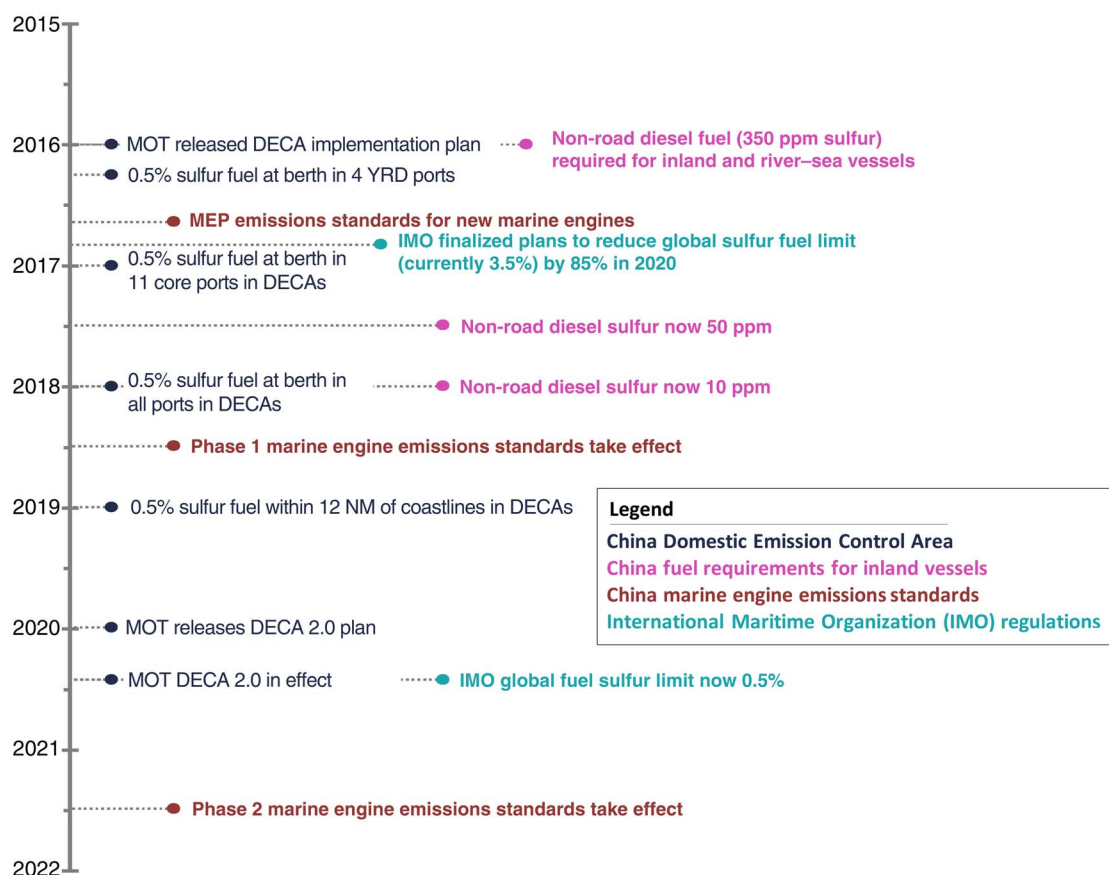 2015
2016
MOT released DECA implementation plan
Non-road diesel fuel (350 ppm sulfur)
required for inland and river–sea vessels
0.5% sulfur fuel at berth in 4 YRD ports
MEP emissions standards for new marine engines
IMO finalized plans to reduce global sulfur fuel limit
(currently 3.5%) by 85% in 2020
2017
0.5% sulfur fuel at berth in
11 core ports in DECAs
Non-road diesel sulfur now 50 ppm
2018
0.5% sulfur fuel at berth in
all ports in DECAs
Non-road diesel sulfur now 10 ppm
Phase 1 marine engine emissions standards take effect
2019
0.5% sulfur fuel within 12 NM of coastlines in DECAs
Legend
China Domestic Emission Control Area
China fuel requirements for inland vessels
China marine engine emissions standards
International Maritime Organization (IMO) regulations
2020
MOT releases DECA 2.0 plan
MOT DECA 2.0 in effect
IMO global fuel sulfur limit now 0.5%
2021
Phase 2 marine engine emissions standards take effect
2022